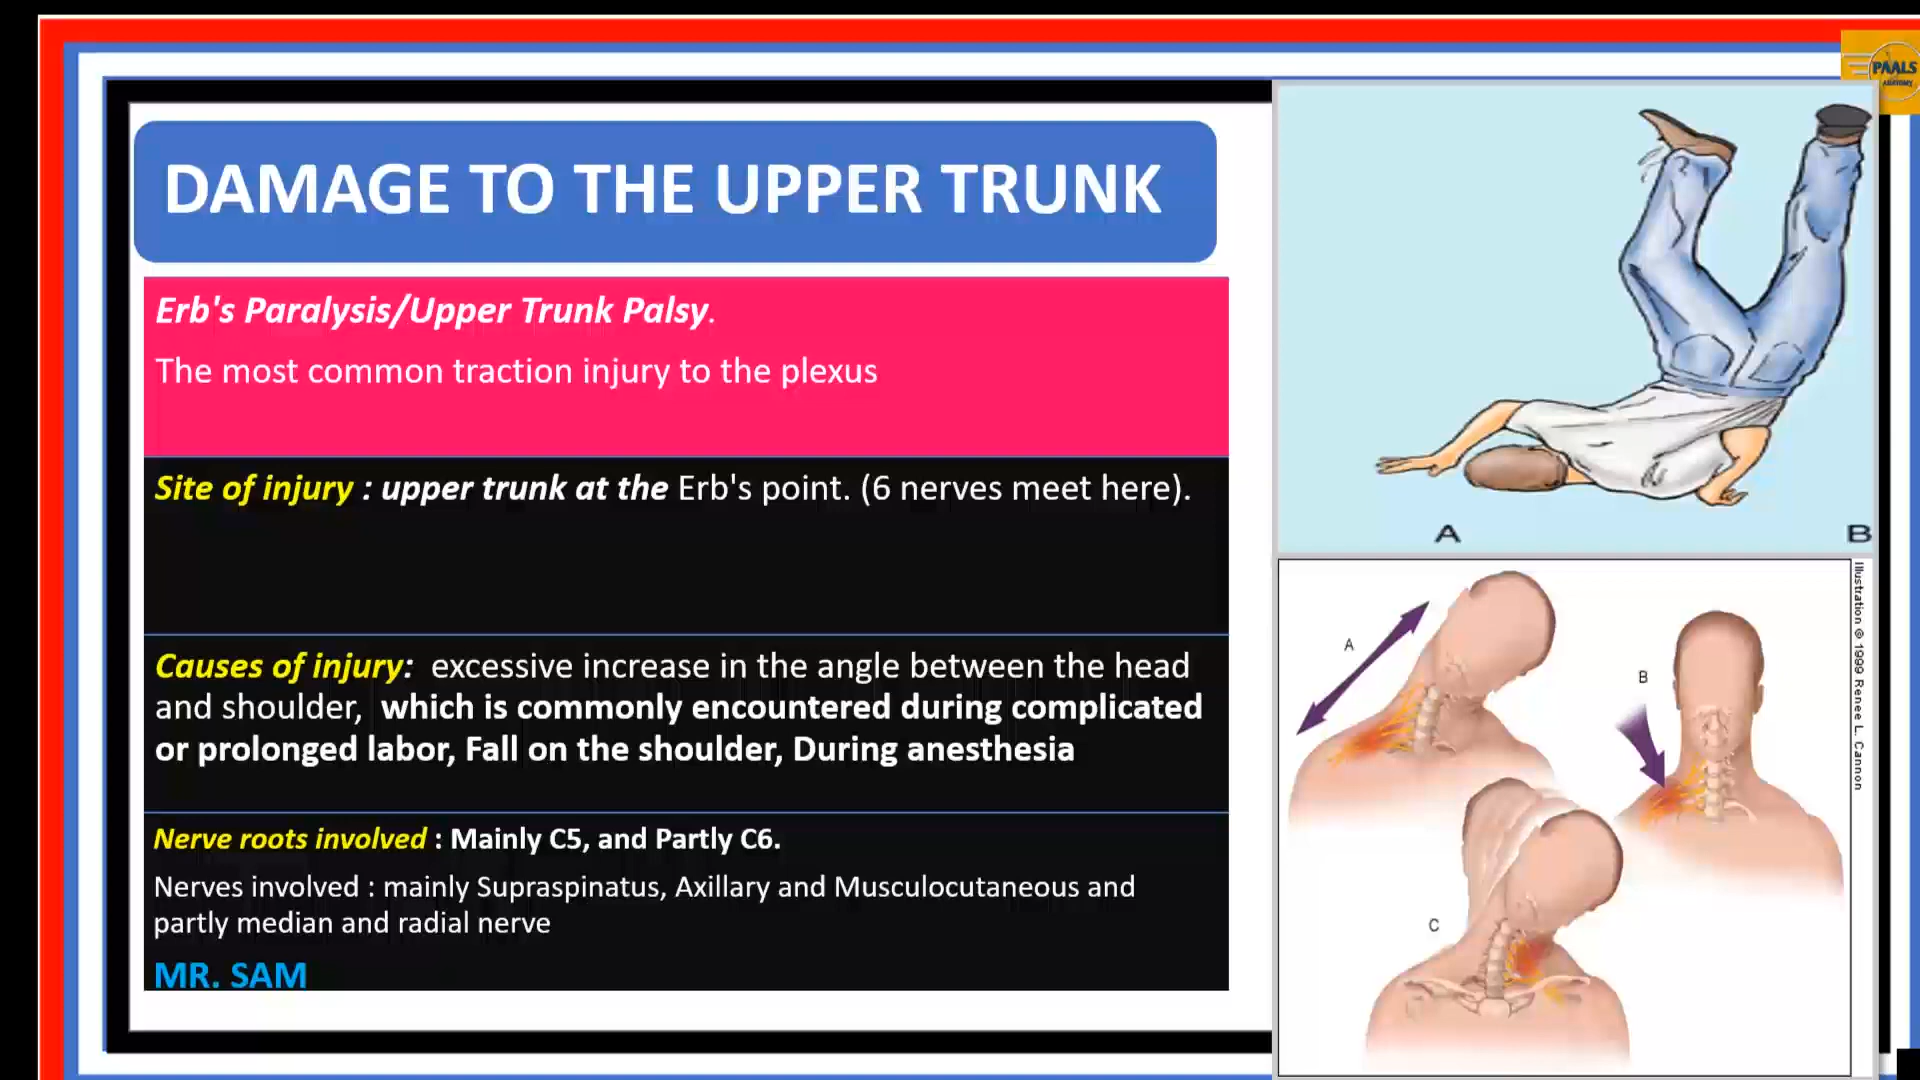 PAALS
ANATOMY
DAMAGE TO THE UPPER TRUNK
Erb's Paralysis/Upper Trunk Palsy.
The most common traction injury to the plexus
Site of injury : upper trunk at the Erb's point. (6 nerves meet here).
Causes of injury: excessive increase in the angle between the head
and shoulder, which is commonly encountered during complicated
or prolonged labor, Fall on the shoulder, During anesthesia
Nerve roots involved : Mainly C5, and Partly C6.
Nerves involved : mainly Supraspinatus, Axillary and Musculocutaneous and
partly median and radial nerve
MR. SAM
A
B
A
B
C
Illustration © 1999 Renee L. Cannon